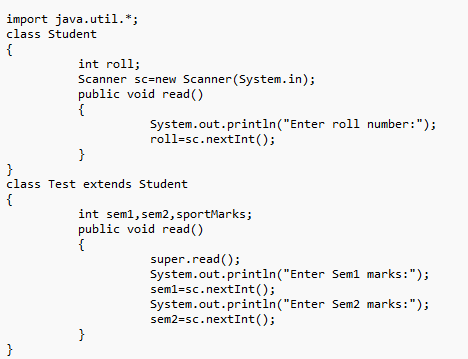 import java.util.*;
class Student
{
int roll;
Scanner sc=new Scanner(System.in);
public void read()
{
System.out.println("Enter roll number:");
roll=sc.nextInt();
}
}
class Test extends Student
{
int sem1,sem2,sportMarks;
public void read()
{
super.read();
System.out.println("Enter Sem1 marks:");
sem1=sc.nextInt();
System.out.println("Enter Sem2 marks:");
sem2=sc.nextInt();
}
}